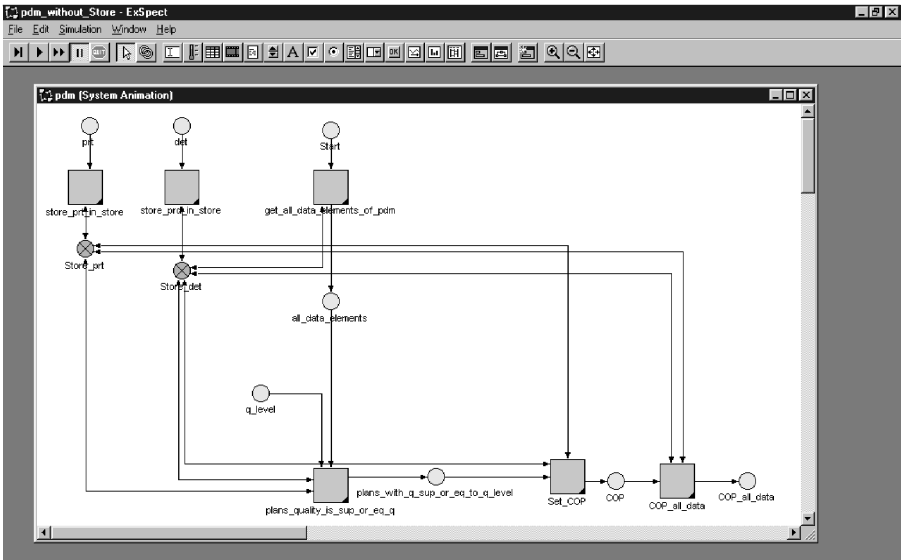 pdm_without_Store - ExSpect
File Edit Simulation Window Help
pdm (System Animation)
prt
det
Start
store_prt_in_store
store_prd_in_store
get_all_data_elements_of_pdm
Store_prt
Store_det
all_data_elements
q_level
plans_with_q_sup_or_eq_to_q_level
plans_quality_is_sup_or_eq_q
Set_COP
COP
COP_all_data
COP_all_data